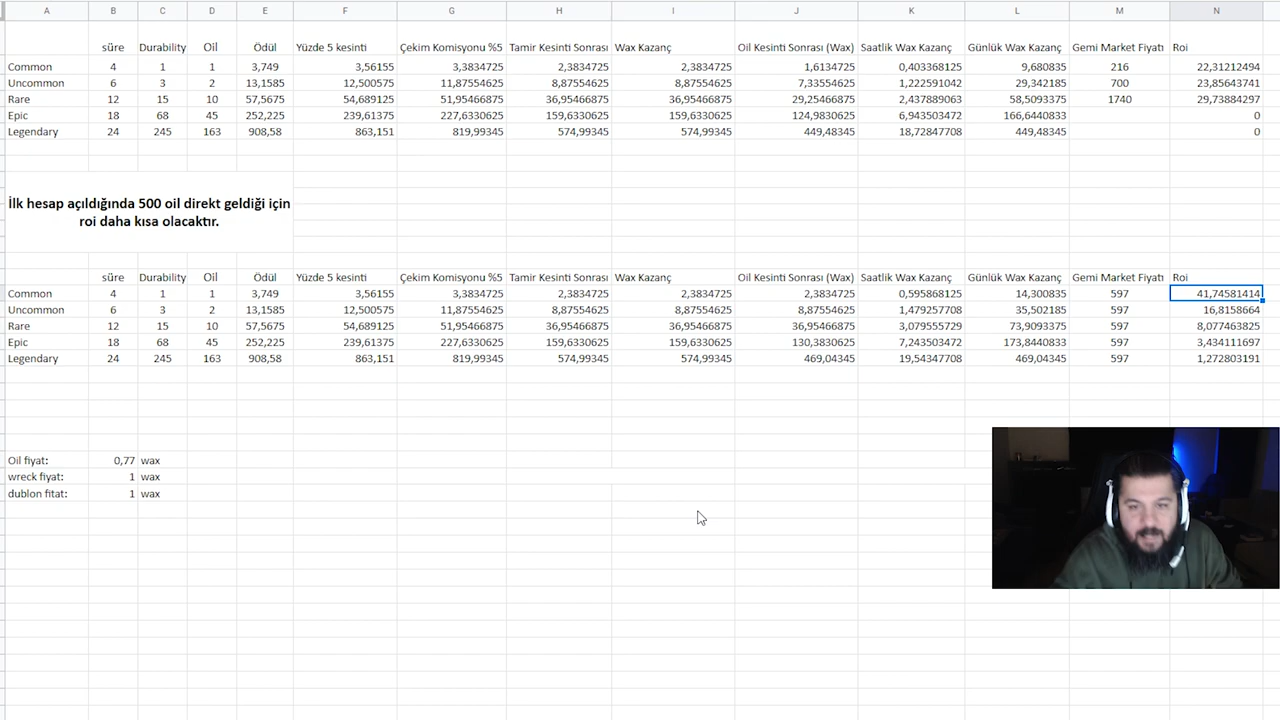 A B C D E F G H I J K L M N
süre Durability Oil Ödül Yüzde 5 kesinti Çekim Komisyonu %5 Tamir Kesinti Sonrası Wax Kazanç Oil Kesinti Sonrası (Wax) Saatlik Wax Kazanç Günlük Wax Kazanç Gemi Market Fiyatı Roi
Common 4 1 1 3,749 3,56155 3,3834725 2,3834725 2,3834725 1,6134725 0,403368125 9,680835 216 22,31212494
Uncommon 6 3 2 13,1585 12,500575 11,87554625 8,87554625 8,87554625 7,33554625 1,222591042 29,342185 700 23,85643741
Rare 12 15 10 57,5675 54,689125 51,95466875 36,95466875 36,95466875 29,25466875 2,437889063 58,5093375 1740 29,73884297
Epic 18 68 45 252,225 239,61375 227,6330625 159,6330625 159,6330625 124,9830625 6,943503472 166,6440833 0
Legendary 24 245 163 908,58 863,151 819,99345 574,99345 574,99345 449,48345 18,72847708 449,48345 0
İlk hesap açıldığında 500 oil direkt geldiği için
roi daha kısa olacaktır.
süre Durability Oil Ödül Yüzde 5 kesinti Çekim Komisyonu %5 Tamir Kesinti Sonrası Wax Kazanç Oil Kesinti Sonrası (Wax) Saatlik Wax Kazanç Günlük Wax Kazanç Gemi Market Fiyatı Roi
Common 4 1 1 3,749 3,56155 3,3834725 2,3834725 2,3834725 2,3834725 0,595868125 14,300835 597 41,74581414
Uncommon 6 3 2 13,1585 12,500575 11,87554625 8,87554625 8,87554625 8,87554625 1,479257708 35,502185 597 16,8158664
Rare 12 15 10 57,5675 54,689125 51,95466875 36,95466875 36,95466875 36,95466875 3,079555729 73,9093375 597 8,077463825
Epic 18 68 45 252,225 239,61375 227,6330625 159,6330625 159,6330625 130,3830625 7,243503472 173,8440833 597 3,434111697
Legendary 24 245 163 908,58 863,151 819,99345 574,99345 574,99345 469,04345 19,54347708 469,04345 597 1,272803191
Oil fiyat: 0,77 wax
wreck fiyat: 1 wax
dublon fitat: 1 wax